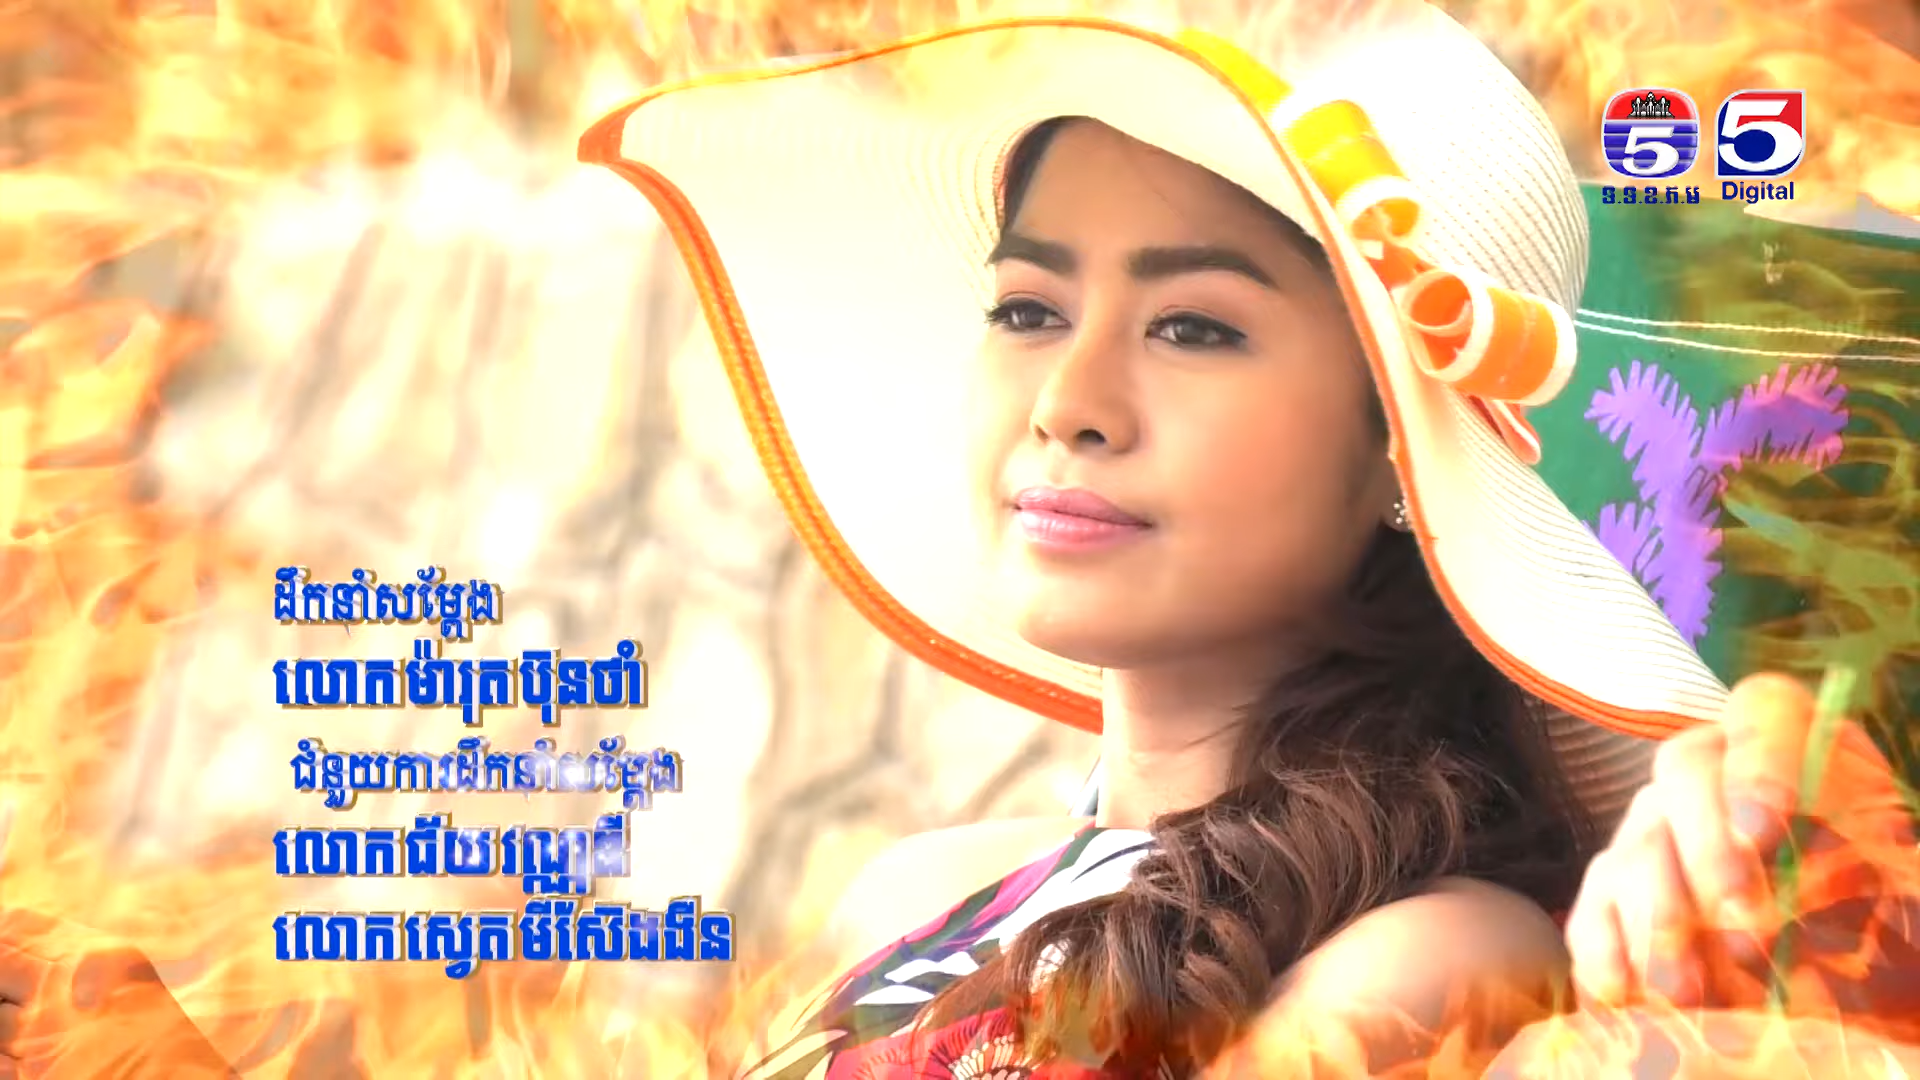 5
5
ទ.ទ.ខ.ភ.ម
Digital
ដឹកនាំសម្តែង
លោក ម៉ារុត ប៊ុនថាំ
ជំនួយការដឹកនាំសម្តែង
លោក ជ័យ វណ្ណឌី
លោក ស្វេត មីស៊ែងងីន